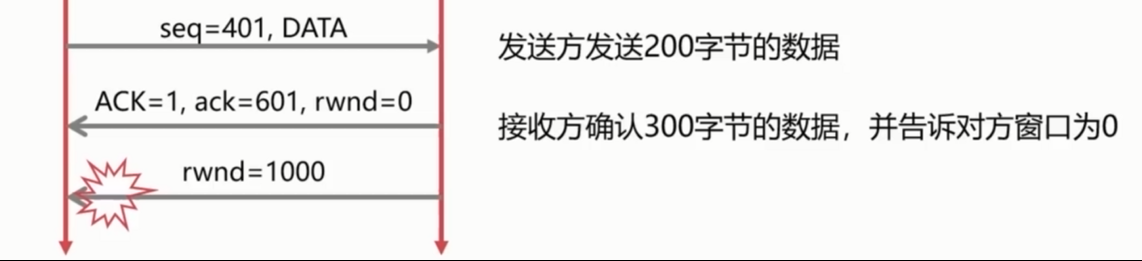 seq=401, DATA
发送方发送200字节的数据
ACK=1, ack=601, rwnd=0
接收方确认300字节的数据，并告诉对方窗口为0
rwnd=1000